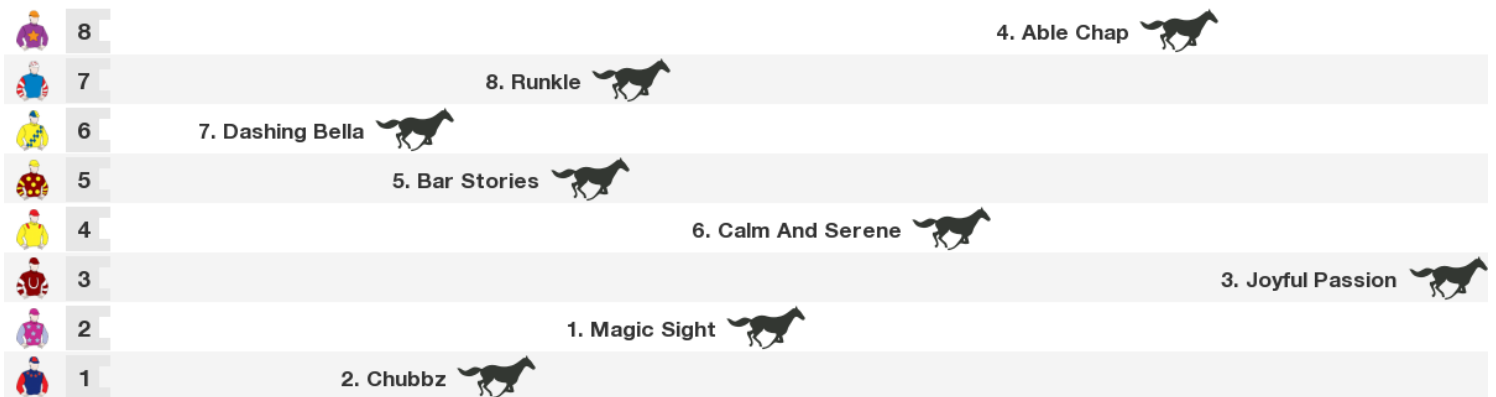 8 4. Able Chap
7 8. Runkle
6 7. Dashing Bella
5 5. Bar Stories
4 6. Calm And Serene
3 3. Joyful Passion
2 1. Magic Sight
1 2. Chubbz